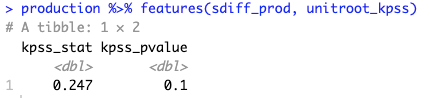 > production %>% features(sdiff_prod, unitroot_kpss)
# A tibble: 1 × 2
kpss_stat kpss_pvalue
<dbl> <dbl>
1 0.247 0.1